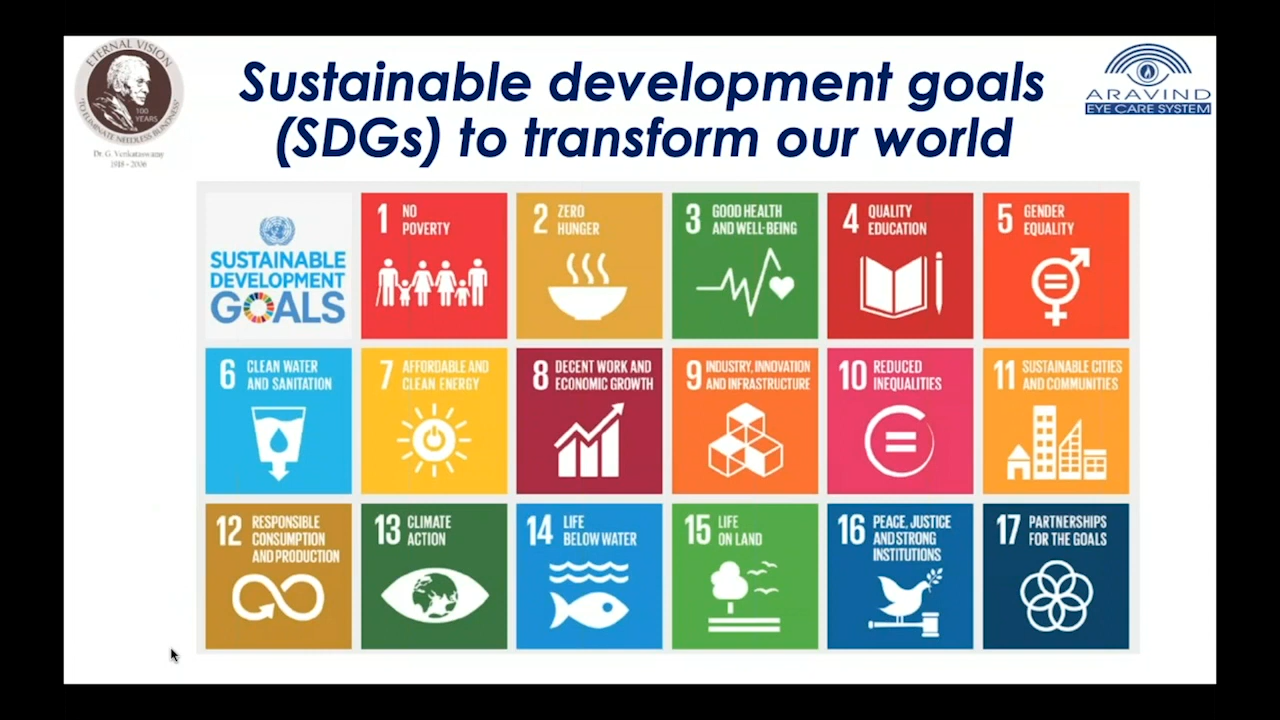 ETERNAL VISION
100
YEARS
"TO ELIMINATE NEEDLESS BLINDNESS"
Dr. G. Venkataswamy
1918 - 2006
Sustainable development goals
(SDGs) to transform our world
ARAVIND
EYE CARE SYSTEM
SUSTAINABLE
DEVELOPMENT
GOALS
1 NO
POVERTY
2 ZERO
HUNGER
3 GOOD HEALTH
AND WELL-BEING
4 QUALITY
EDUCATION
5 GENDER
EQUALITY
6 CLEAN WATER
AND SANITATION
7 AFFORDABLE AND
CLEAN ENERGY
8 DECENT WORK AND
ECONOMIC GROWTH
9 INDUSTRY, INNOVATION
AND INFRASTRUCTURE
10 REDUCED
INEQUALITIES
11 SUSTAINABLE CITIES
AND COMMUNITIES
12 RESPONSIBLE
CONSUMPTION
AND PRODUCTION
13 CLIMATE
ACTION
14 LIFE
BELOW WATER
15 LIFE
ON LAND
16 PEACE, JUSTICE
AND STRONG
INSTITUTIONS
17 PARTNERSHIPS
FOR THE GOALS